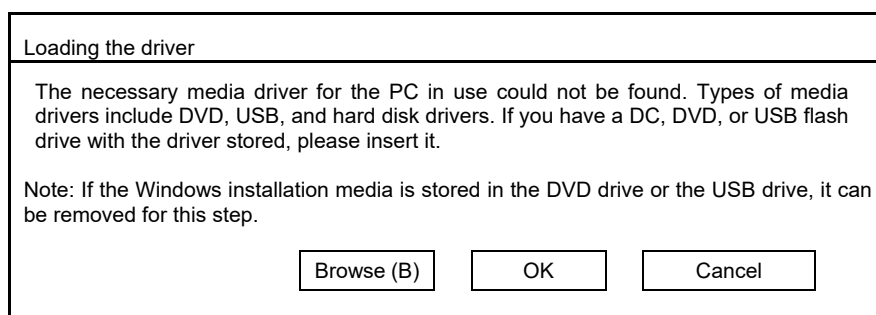 Loading the driver
The necessary media driver for the PC in use could not be found. Types of media
drivers include DVD, USB, and hard disk drivers. If you have a DC, DVD, or USB flash
drive with the driver stored, please insert it.
Note: If the Windows installation media is stored in the DVD drive or the USB drive, it can
be removed for this step.
Browse (B) OK Cancel